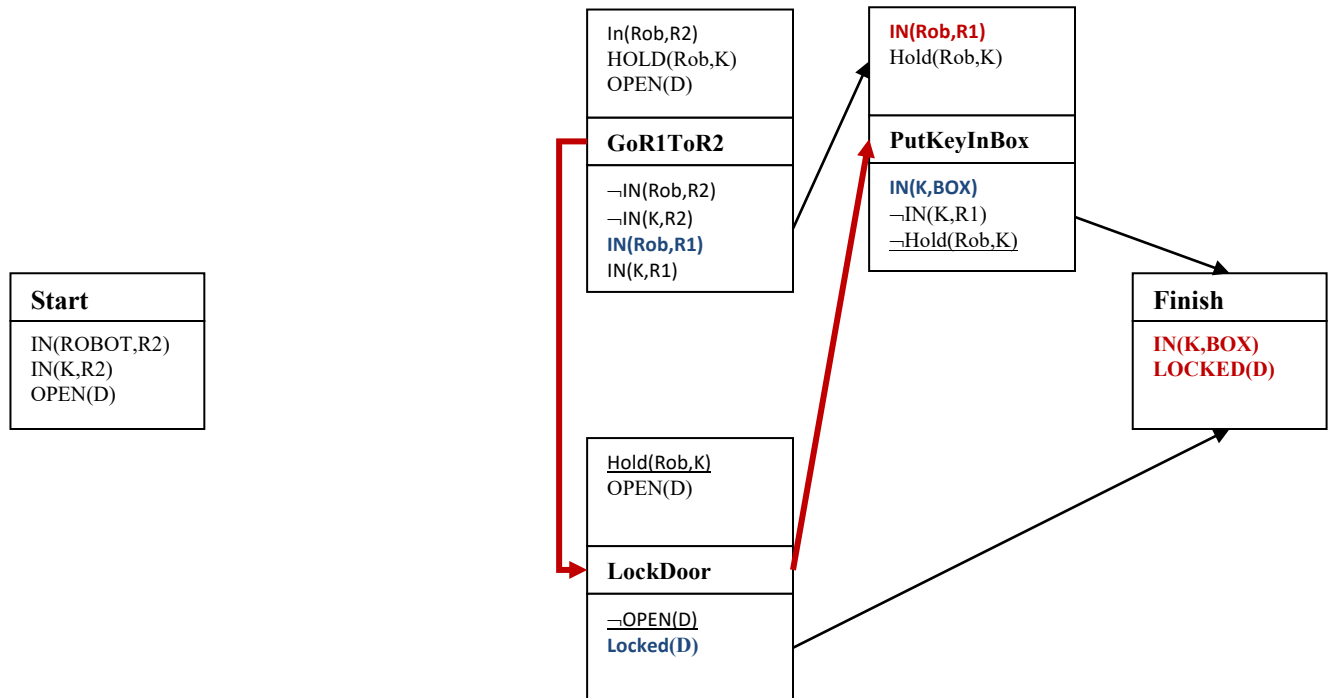 Start
IN(ROBOT,R2)
IN(K,R2)
OPEN(D)
In(Rob,R2)
HOLD(Rob,K)
OPEN(D)
GoR1ToR2
¬IN(Rob,R2)
¬IN(K,R2)
IN(Rob,R1)
IN(K,R1)
Hold(Rob,K)
OPEN(D)
LockDoor
¬OPEN(D)
Locked(D)
IN(Rob,R1)
Hold(Rob,K)
PutKeyInBox
IN(K,BOX)
¬IN(K,R1)
¬Hold(Rob,K)
Finish
IN(K,BOX)
LOCKED(D)